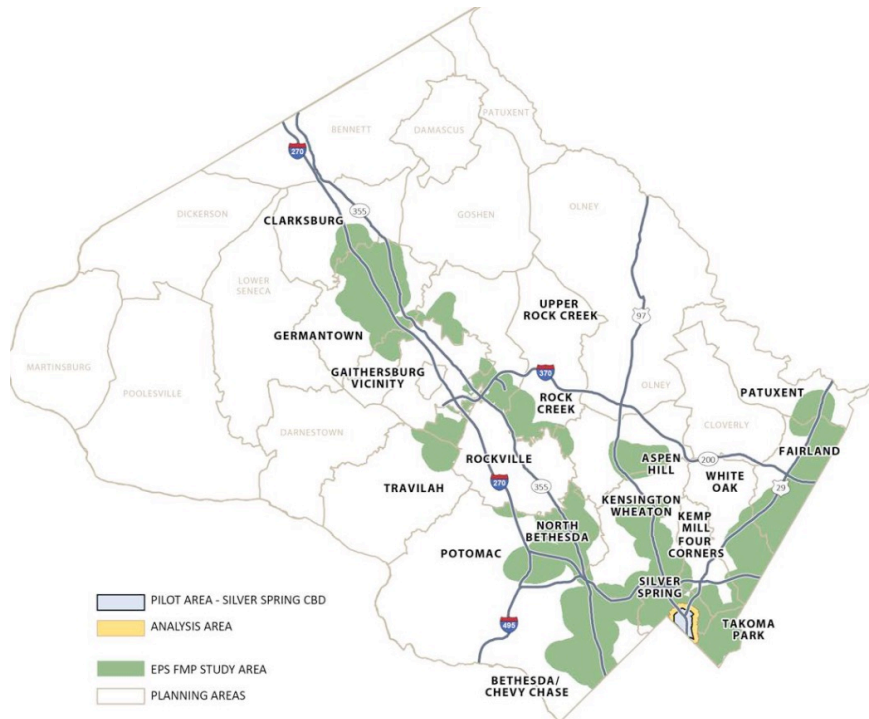 PATUXENT
BENNETT
DAMASCUS
270
DICKERSON
355
CLARKSBURG
GOSHEN
OLNEY
LOWER
SENECA
UPPER
ROCK CREEK
97
GERMANTOWN
MARTINSBURG
GAITHERSBURG
VICINITY
370
POOLESVILLE
ROCK
CREEK
OLNEY
PATUXENT
CLOVERLY
DARNESTOWN
FAIRLAND
ROCKVILLE
ASPEN
HILL
200
WHITE
OAK
TRAVILAH
270
355
29
KENSINGTON
WHEATON
KEMP
MILL
FOUR
CORNERS
NORTH
BETHESDA
POTOMAC
SILVER
SPRING
PILOT AREA - SILVER SPRING CBD
ANALYSIS AREA
495
TAKOMA
PARK
EPS FMP STUDY AREA
BETHESDA/
CHEVY CHASE
PLANNING AREAS